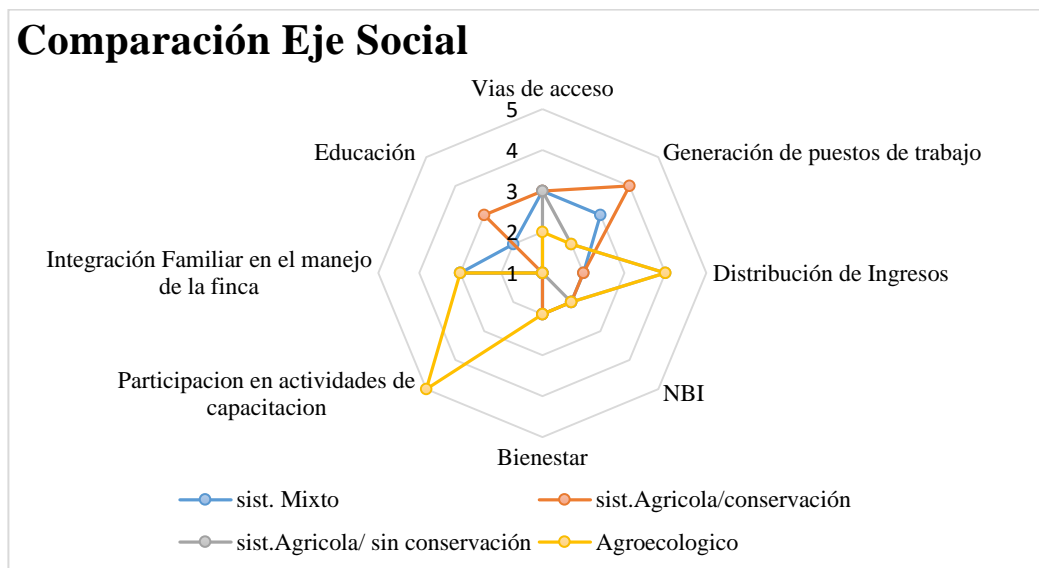 Comparación Eje Social
Vias de acceso
5
Generación de puestos de trabajo
Educación
4
3
2
Integración Familiar en el manejo
de la finca
1
Distribución de Ingresos
Participacion en actividades de
capacitacion
NBI
Bienestar
sist. Mixto
sist.Agricola/conservación
sist.Agricola/ sin conservación
Agroecologico